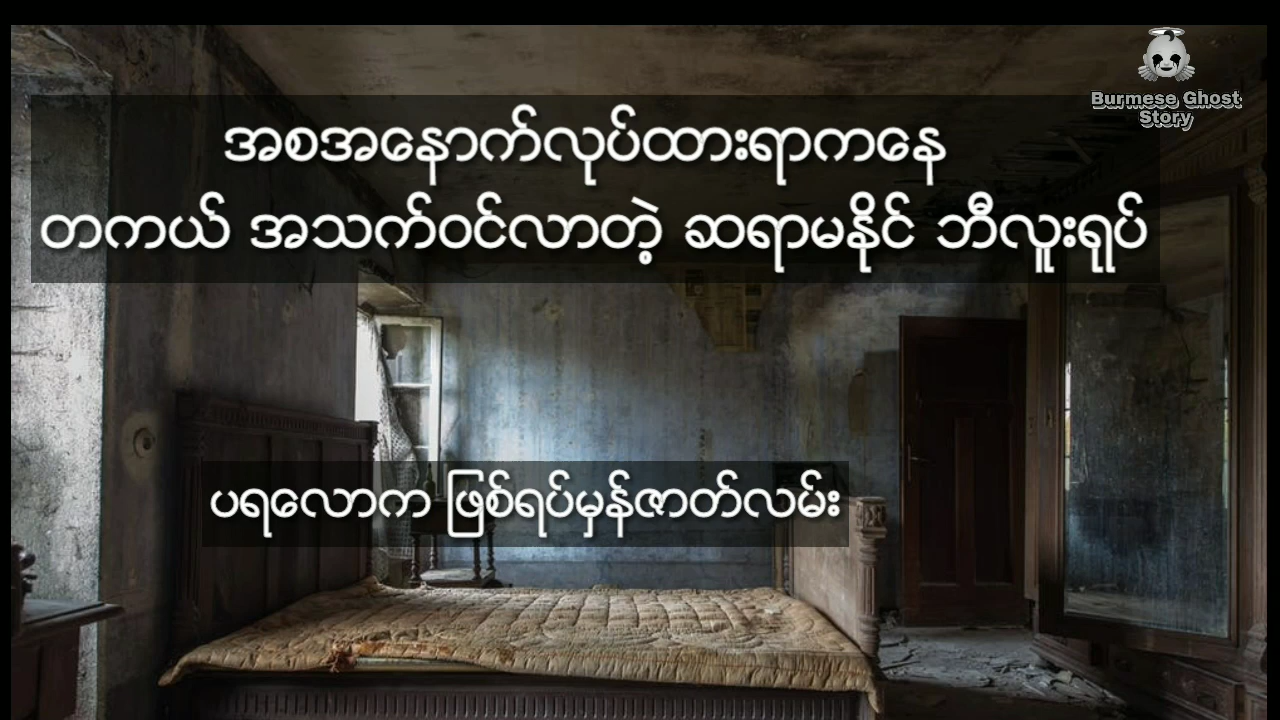 Burmese Ghost
Story
အစအနောက်လုပ်ထားရာကနေ
တကယ် အသက်ဝင်လာတဲ့ ဆရာမနိုင် ဘီလူးရုပ်
ပရလောက ဖြစ်ရပ်မှန်ဇာတ်လမ်း